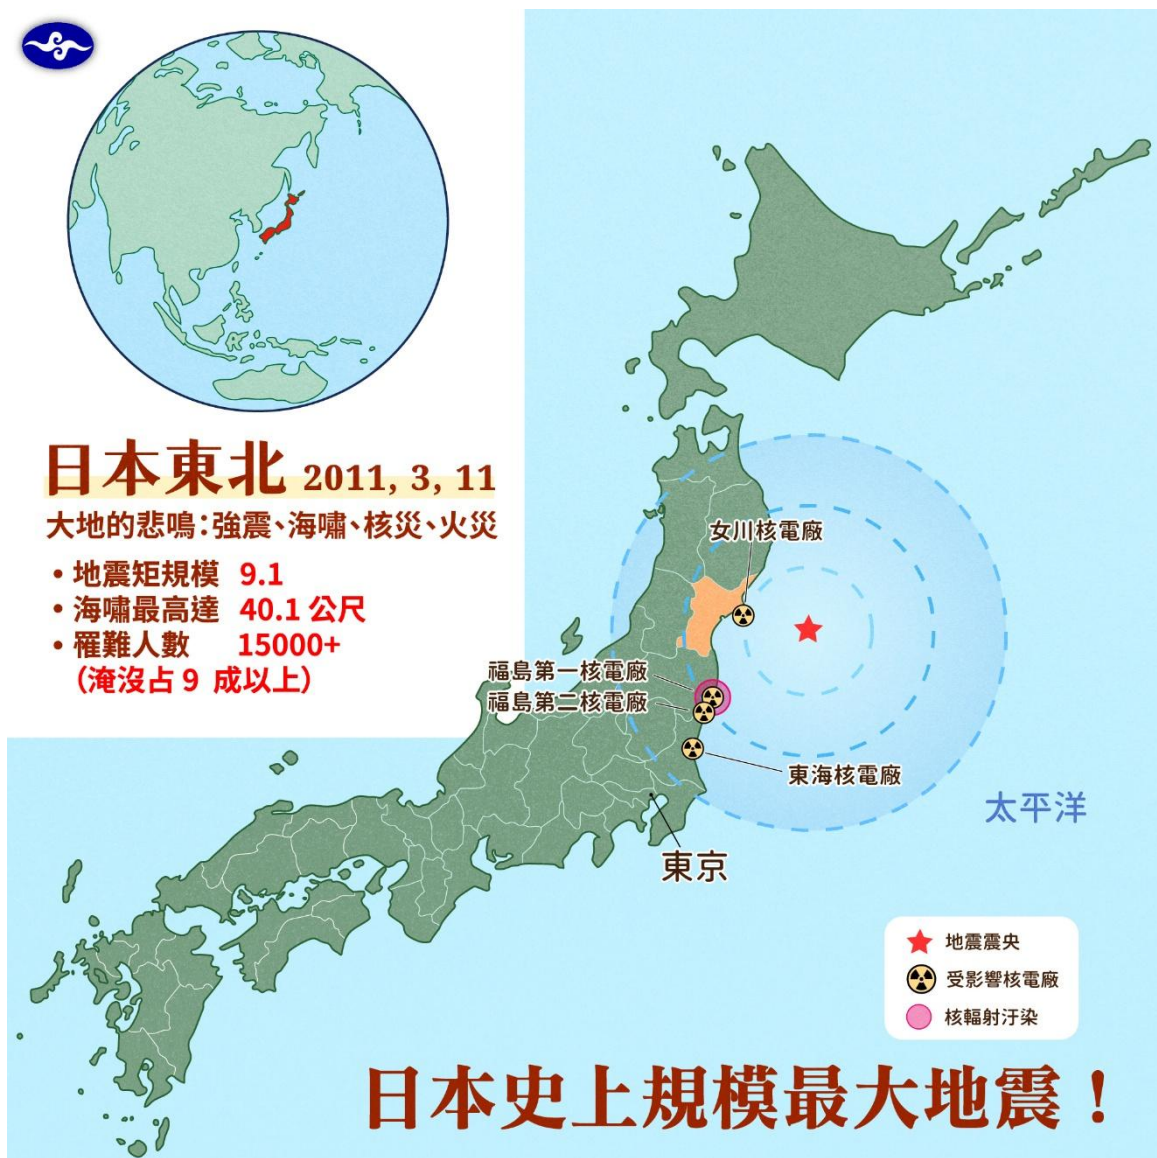 日本東北 2011, 3, 11
大地的悲鳴：強震、海嘯、核災、火災
• 地震矩規模 9.1
• 海嘯最高達 40.1 公尺
• 罹難人數 15000+
（淹沒占 9 成以上）
女川核電廠
福島第一核電廠
福島第二核電廠
東海核電廠
太平洋
東京
地震震央
受影響核電廠
核輻射汙染
日本史上規模最大地震！